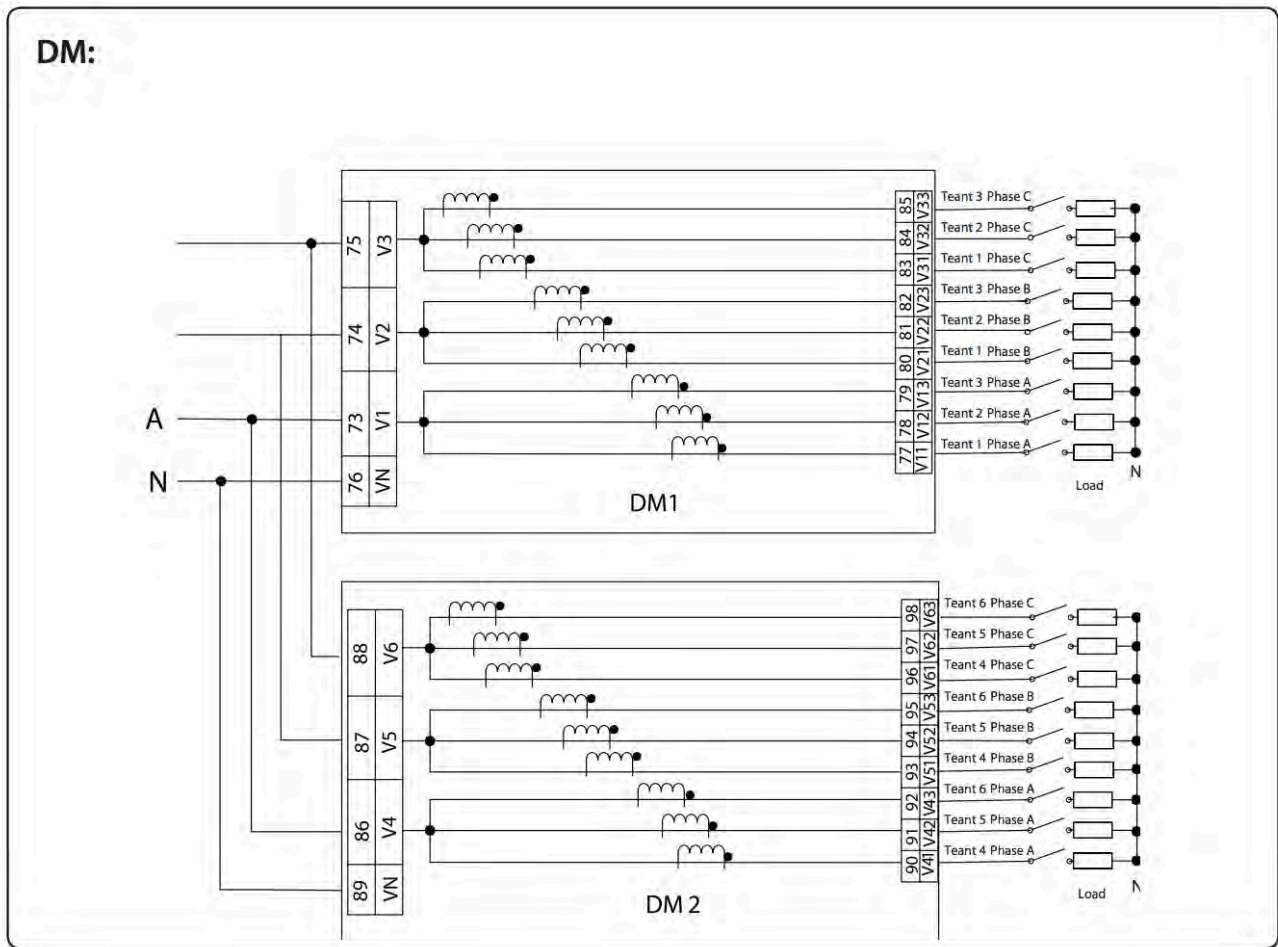 DM:
75 V3
74 V2
A
73 V1
N
76 VN
85 V33 Teant 3 Phase C
84 V32 Teant 2 Phase C
83 V31 Teant 1 Phase C
82 V23 Teant 3 Phase B
81 V22 Teant 2 Phase B
80 V21 Teant 1 Phase B
79 V13 Teant 3 Phase A
78 V12 Teant 2 Phase A
77 V11 Teant 1 Phase A
N
Load
DM1
88 V6
87 V5
86 V4
89 VN
98 V63 Teant 6 Phase C
97 V62 Teant 5 Phase C
96 V61 Teant 4 Phase C
95 V53 Teant 6 Phase B
94 V52 Teant 5 Phase B
93 V51 Teant 4 Phase B
92 V43 Teant 6 Phase A
91 V42 Teant 5 Phase A
90 V41 Teant 4 Phase A
Load
N
DM 2